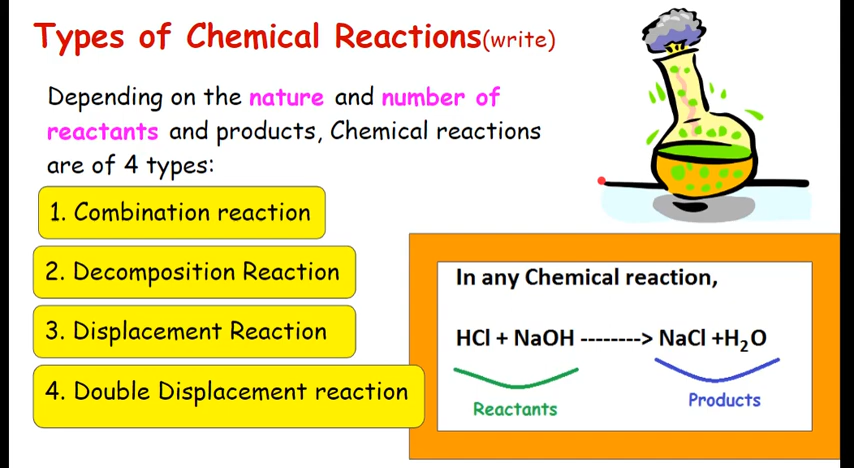 Types of Chemical Reactions(write)
Depending on the nature and number of
reactants and products, Chemical reactions
are of 4 types:
1. Combination reaction
2. Decomposition Reaction
3. Displacement Reaction
4. Double Displacement reaction
In any Chemical reaction,
HCl + NaOH --------> NaCl +H₂O
Reactants
Products